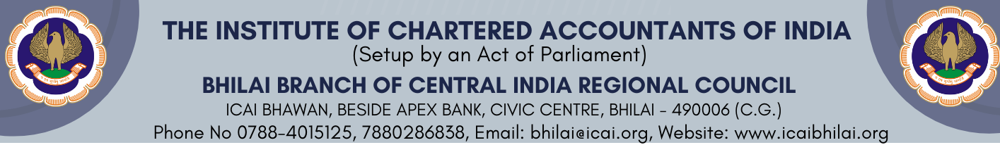 THE INSTITUTE OF CHARTERED ACCOUNTANTS OF INDIA
(Setup by an Act of Parliament)
BHILAI BRANCH OF CENTRAL INDIA REGIONAL COUNCIL
ICAI BHAWAN, BESIDE APEX BANK, CIVIC CENTRE, BHILAI - 490006 (C.G.)
Phone No 0788-4015125, 7880286838, Email: bhilai@icai.org, Website: www.icaibhilai.org